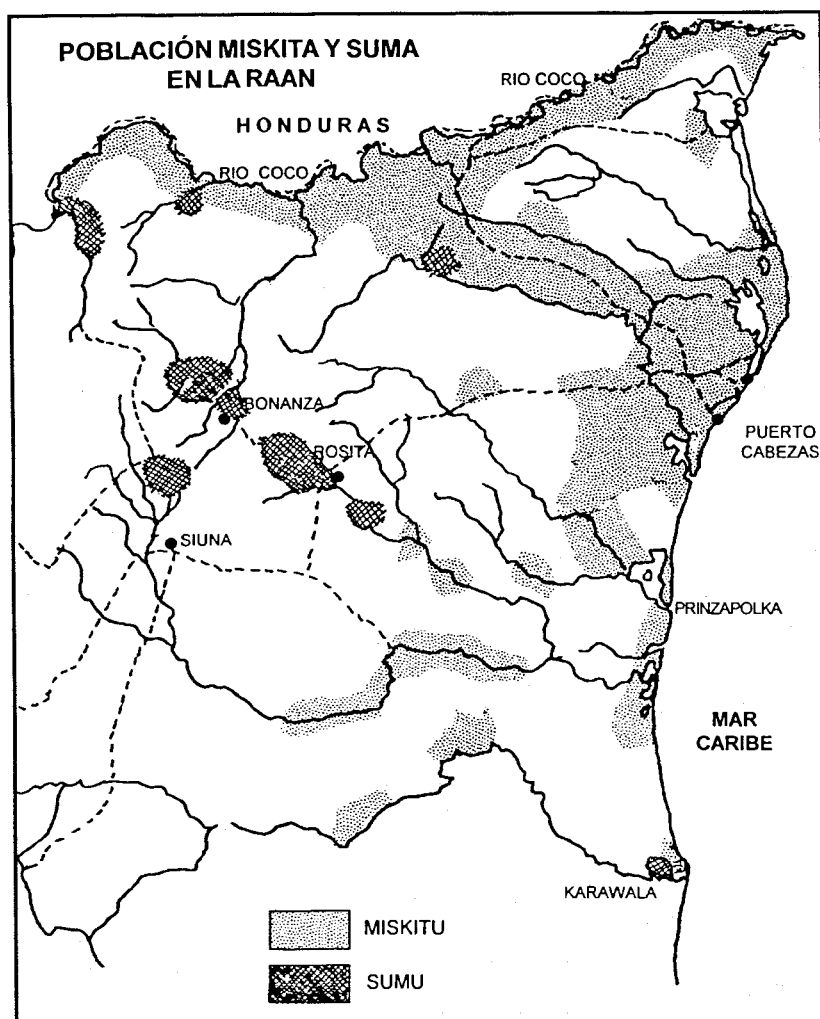 POBLACIÓN MISKITA Y SUMA
EN LA RAAN
RIO COCO
HONDURAS
RIO COCO
BONANZA
ROSITA
PUERTO
CABEZAS
SIUNA
PRINZAPOLKA
MAR
CARIBE
KARAWALA
MISKITU
SUMU